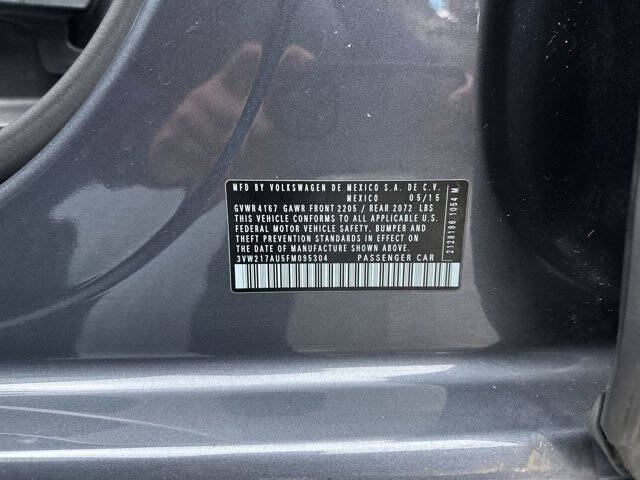 MFD BY VOLKSWAGEN DE MEXICO S.A. DE C.V.
MEXICO 05/15
GVWR4167 GAWR FRONT 2205 / REAR 2072 LBS
THIS VEHICLE CONFORMS TO ALL APPLICABLE U.S.
FEDERAL MOTOR VEHICLE SAFETY, BUMPER AND
THEFT PREVENTION STANDARDS IN EFFECT ON
THE DATE OF MANUFACTURE SHOWN ABOVE.
3VW217AU5FM095304 PASSENGER CAR
2128196 1054 M